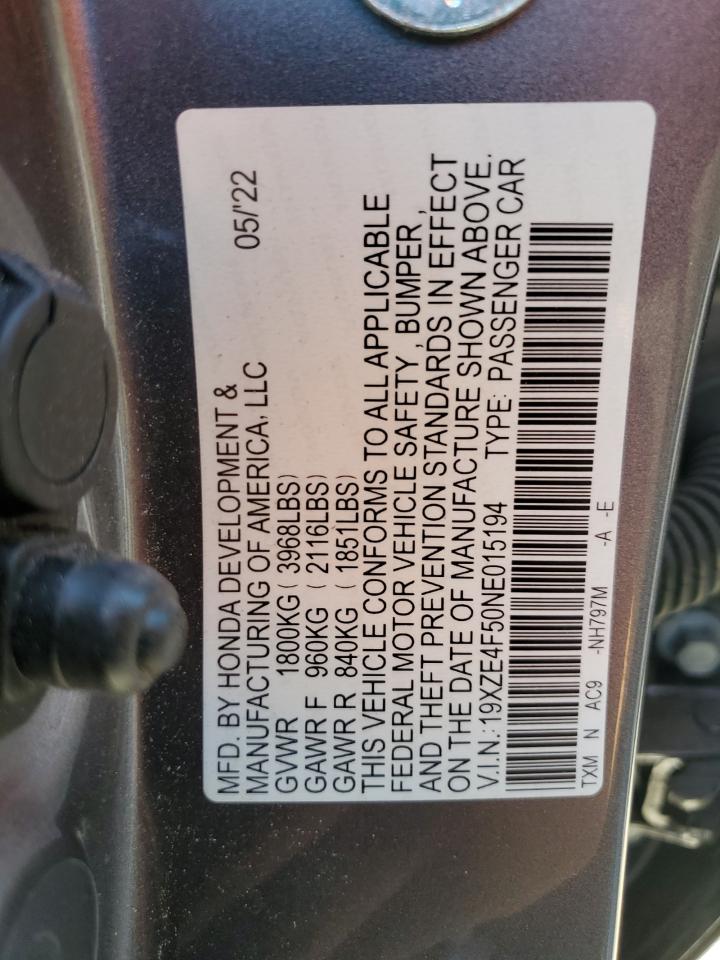 MFD. BY HONDA DEVELOPMENT & 05/'22
MANUFACTURING OF AMERICA, LLC
GVWR 1800KG ( 3968LBS)
GAWR F 960KG ( 2116LBS)
GAWR R 840KG ( 1851LBS)
THIS VEHICLE CONFORMS TO ALL APPLICABLE
FEDERAL MOTOR VEHICLE SAFETY , BUMPER ,
AND THEFT PREVENTION STANDARDS IN EFFECT
ON THE DATE OF MANUFACTURE SHOWN ABOVE.
V.I.N.:19XZE4F50NE015194 TYPE: PASSENGER CAR
TXM N AC9 -NH797M -A -E